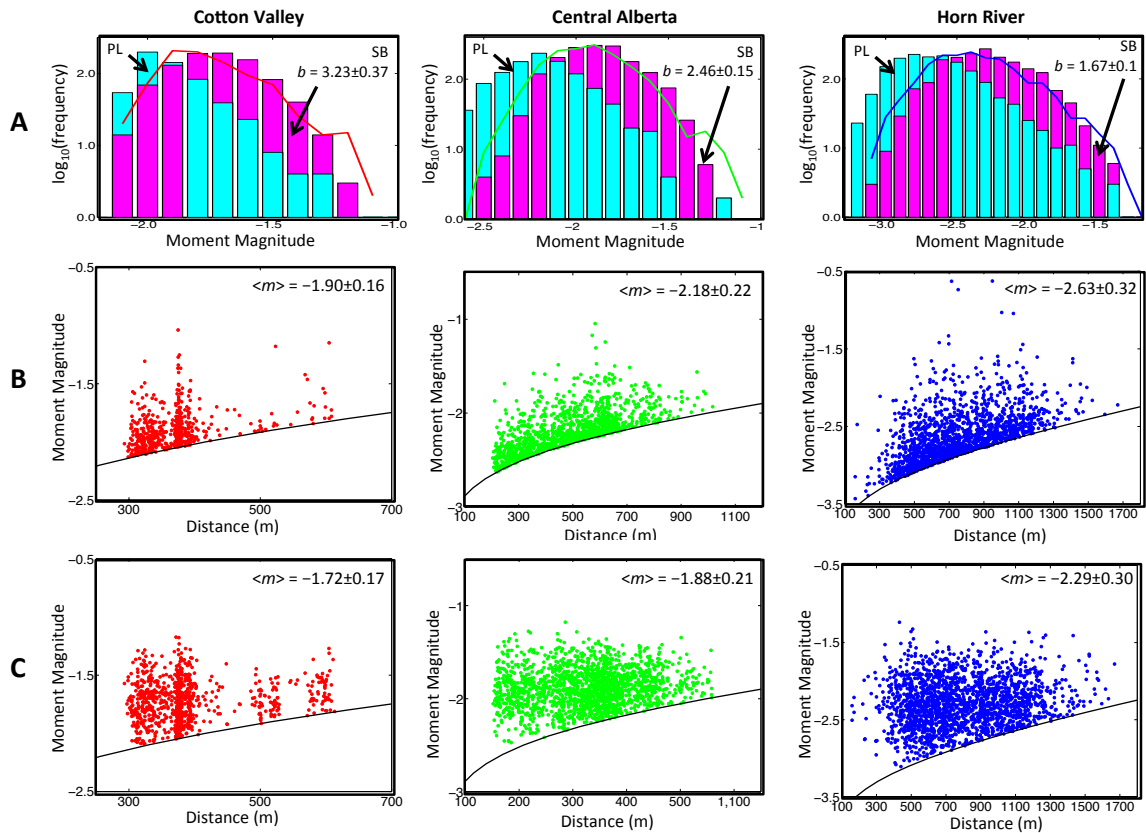 Cotton Valley
Central Alberta
Horn River
A
log10(frequency)
2.0
1.0
0.0
PL
SB
b = 3.23±0.37
−2.0
−1.5
−1.0
Moment Magnitude
log10(frequency)
2.0
1.0
0.0
PL
SB
b = 2.46±0.15
−2.5
−2
−1.5
−1
Moment Magnitude
log10(frequency)
2.0
1.0
0.0
PL
SB
b = 1.67±0.1
−3.0
−2.5
−2.0
−1.5
Moment Magnitude
B
Moment Magnitude
−0.5
−1.5
−2.5
<m> = −1.90±0.16
300
500
700
Distance (m)
Moment Magnitude
−1
−2
−3
<m> = −2.18±0.22
100
300
500
700
900
1100
Distance (m)
Moment Magnitude
−0.5
−1.5
−2.5
−3.5
<m> = −2.63±0.32
100
300
500
700
900
1100
1300
1500
1700
Distance (m)
C
Moment Magnitude
−0.5
−1.5
−2.5
<m> = −1.72±0.17
300
500
700
Distance (m)
Moment Magnitude
−1
−2
−3
<m> = −1.88±0.21
100
200
300
400
500
1,100
Distance (m)
Moment Magnitude
−0.5
−1.5
−2.5
−3.5
<m> = −2.29±0.30
100
300
500
700
900
1100
1300
1500
1700
Distance (m)